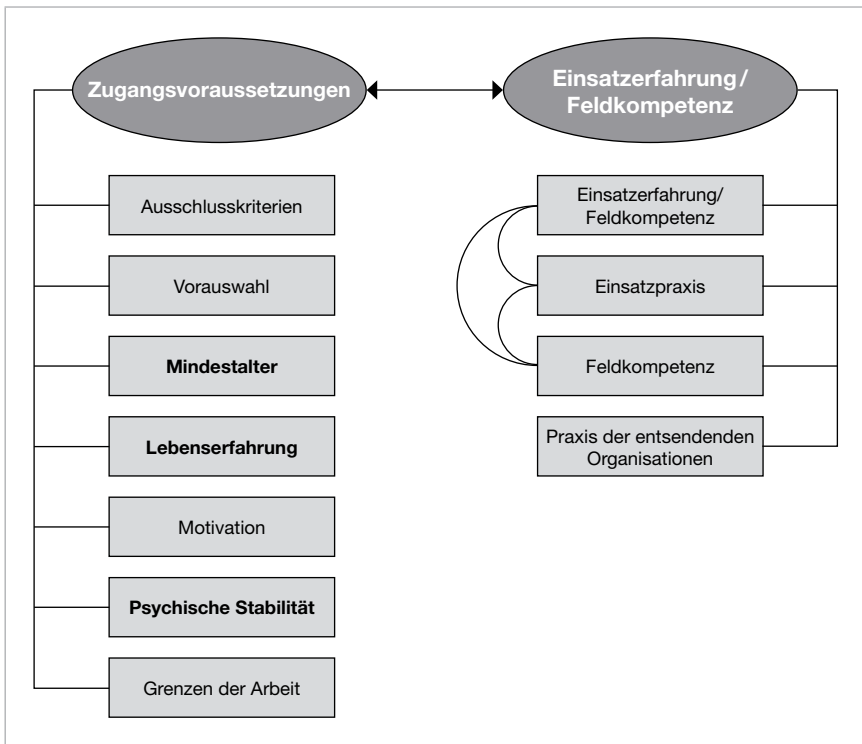 Zugangsvoraussetzungen
Einsatzerfahrung/
Feldkompetenz
Ausschlusskriterien
Vorauswahl
Mindestalter
Lebenserfahrung
Motivation
Psychische Stabilität
Grenzen der Arbeit
Einsatzerfahrung/
Feldkompetenz
Einsatzpraxis
Feldkompetenz
Praxis der entsendenden
Organisationen